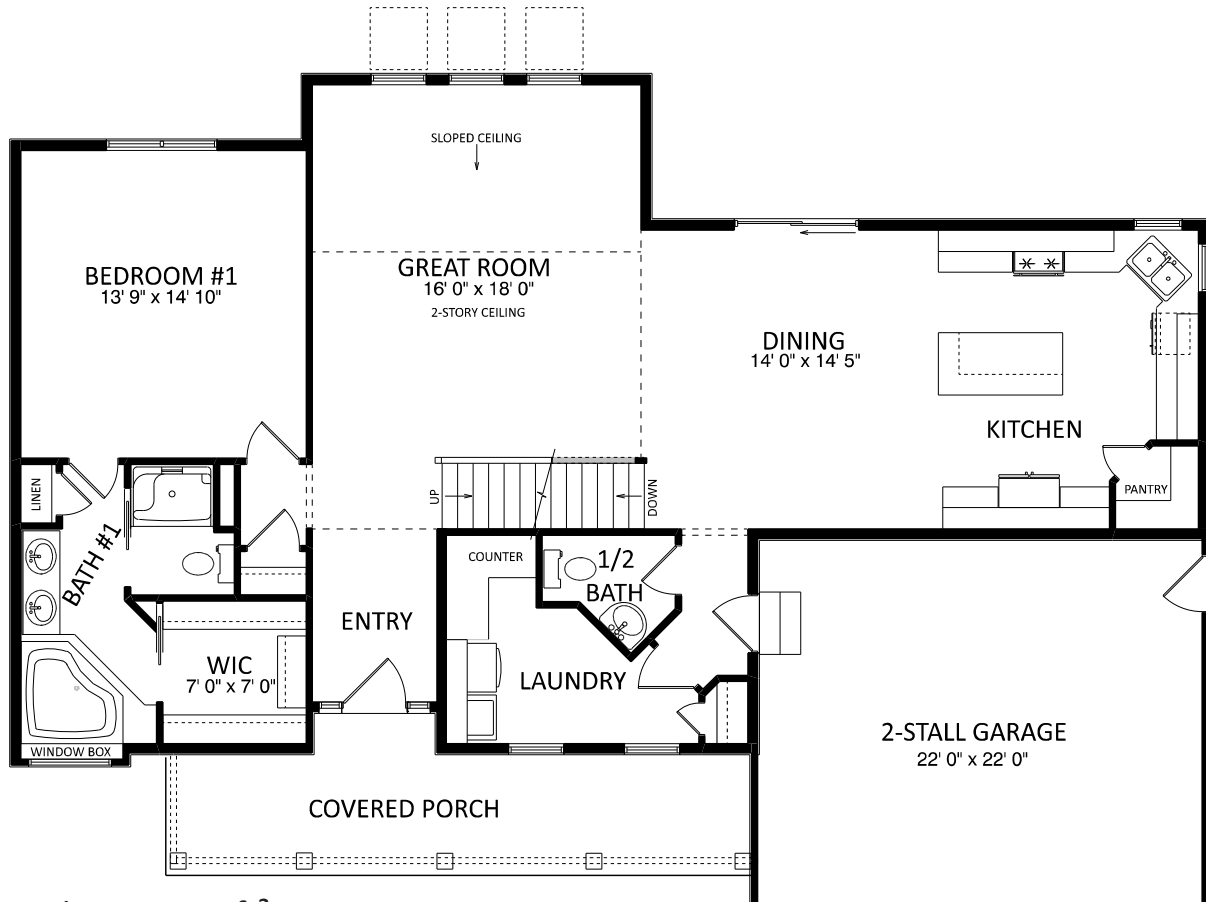 SLOPED CEILING
BEDROOM #1
13' 9" x 14' 10"
GREAT ROOM
16' 0" x 18' 0"
2-STORY CEILING
DINING
14' 0" x 14' 5"
KITCHEN
LINEN
UP
DOWN
PANTRY
BATH #1
COUNTER
1/2
BATH
ENTRY
WIC
7' 0" x 7' 0"
LAUNDRY
2-STALL GARAGE
22' 0" x 22' 0"
WINDOW BOX
COVERED PORCH